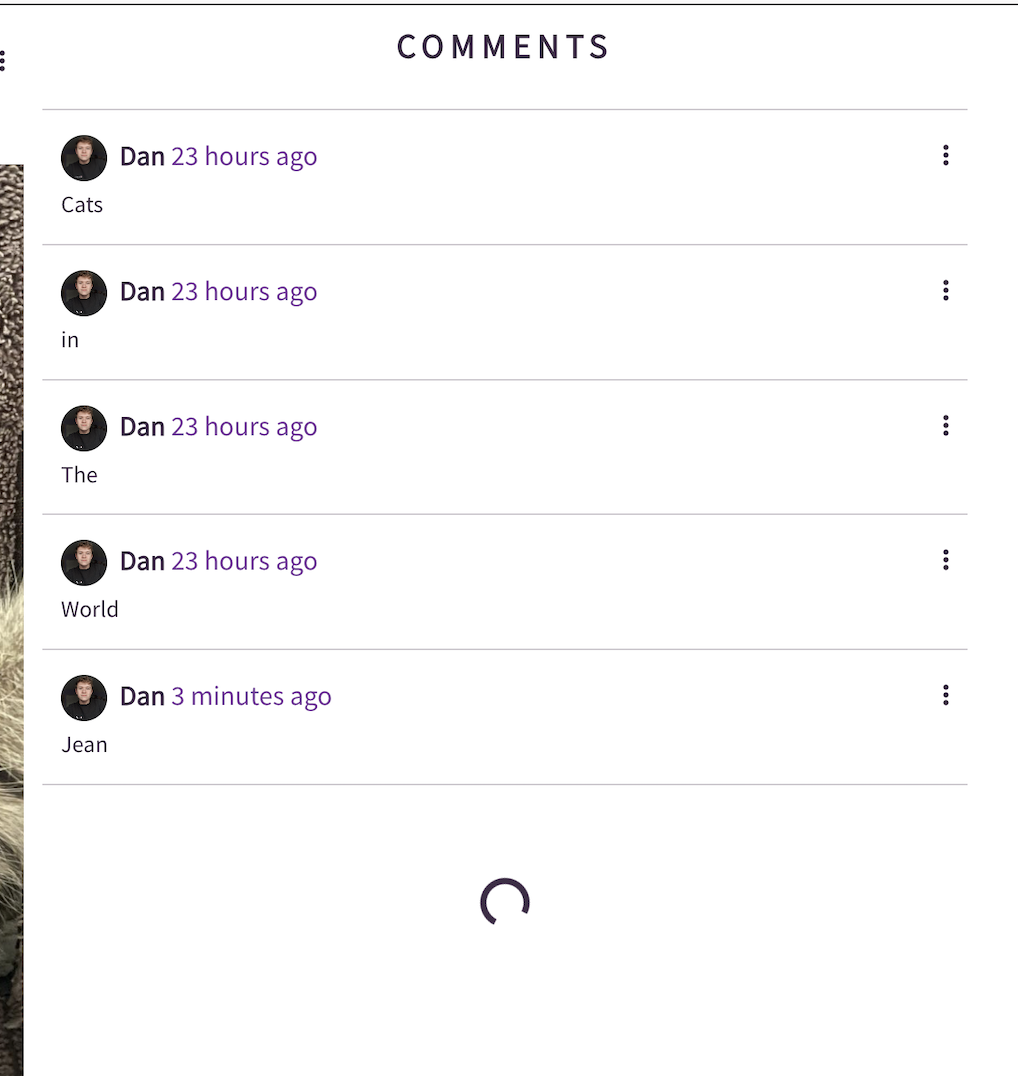 COMMENTS
Dan 23 hours ago
Cats
Dan 23 hours ago
in
Dan 23 hours ago
The
Dan 23 hours ago
World
Dan 3 minutes ago
Jean